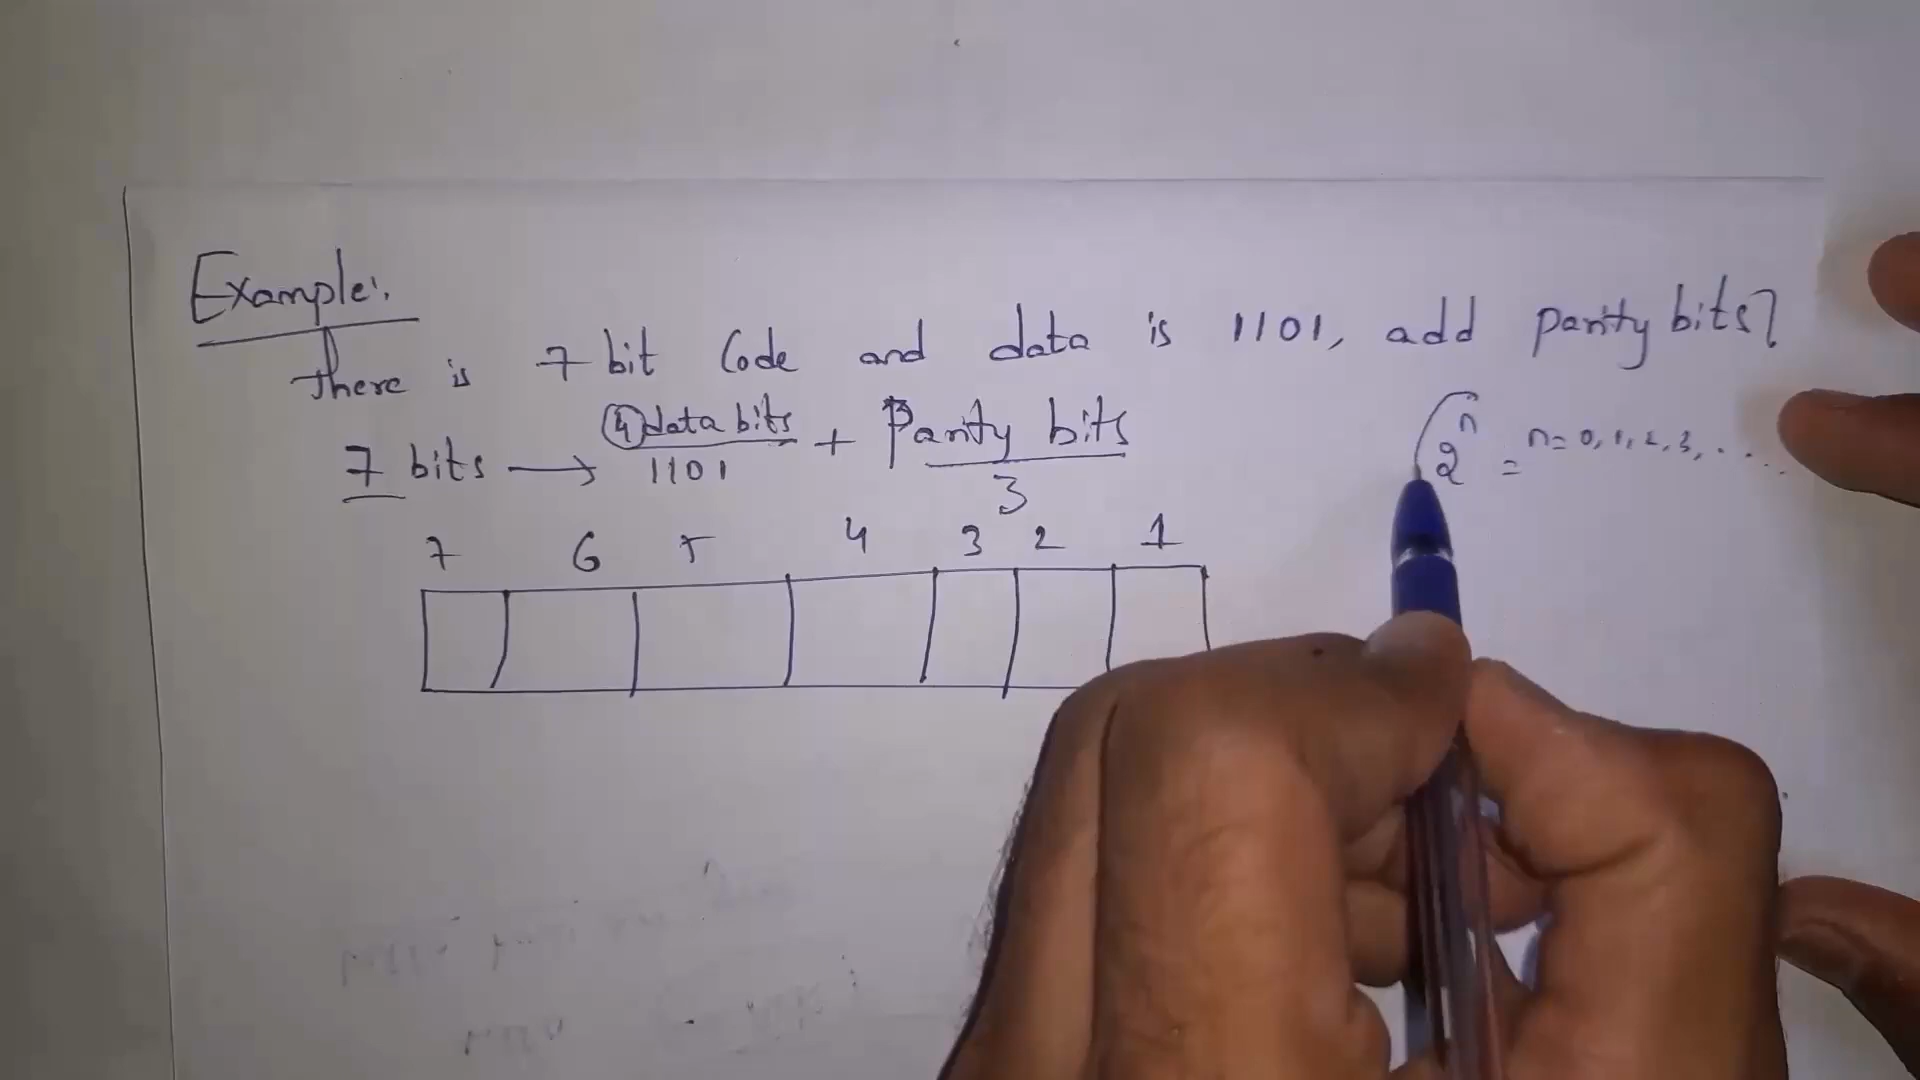 Example:
There is 7 bit Code and data is 1101, add parity bits?
7 bits → 4 data bits + Parity bits
1101 3
2^n = n = 0, 1, 2, 3, .....
7 6 5 4 3 2 1